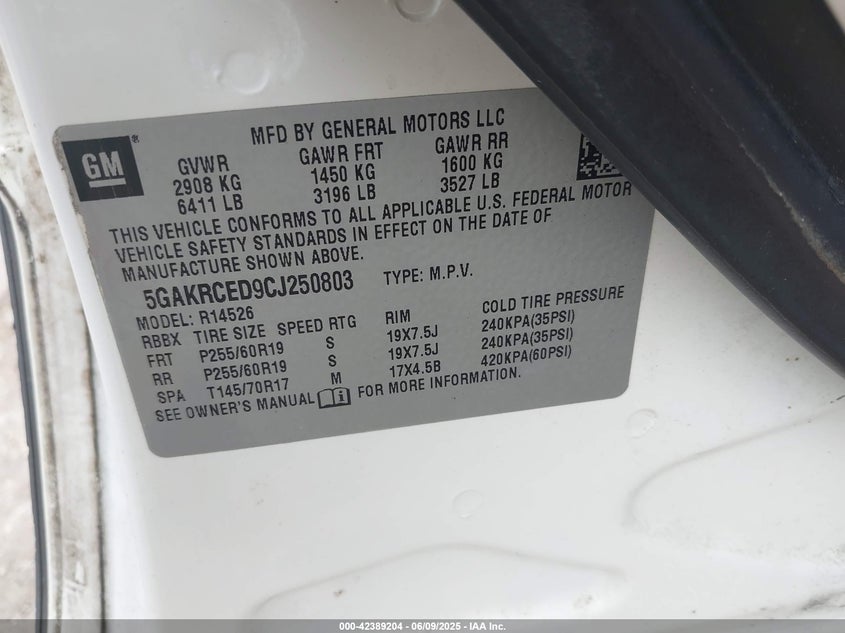 MFD BY GENERAL MOTORS LLC
GM®
GVWR GAWR FRT GAWR RR
2908 KG 1450 KG 1600 KG
6411 LB 3196 LB 3527 LB
THIS VEHICLE CONFORMS TO ALL APPLICABLE U.S. FEDERAL MOTOR
VEHICLE SAFETY STANDARDS IN EFFECT ON THE DATE OF
MANUFACTURE SHOWN ABOVE.
5GAKRCED9CJ250803 TYPE: M.P.V.
MODEL: R14526
RBBX TIRE SIZE SPEED RTG RIM COLD TIRE PRESSURE
FRT P255/60R19 S 19X7.5J 240KPA(35PSI)
RR P255/60R19 S 19X7.5J 240KPA(35PSI)
SPA T145/70R17 M 17X4.5B 420KPA(60PSI)
SEE OWNER'S MANUAL FOR MORE INFORMATION.
000-42389204 - 06/09/2025 - IAA Inc.